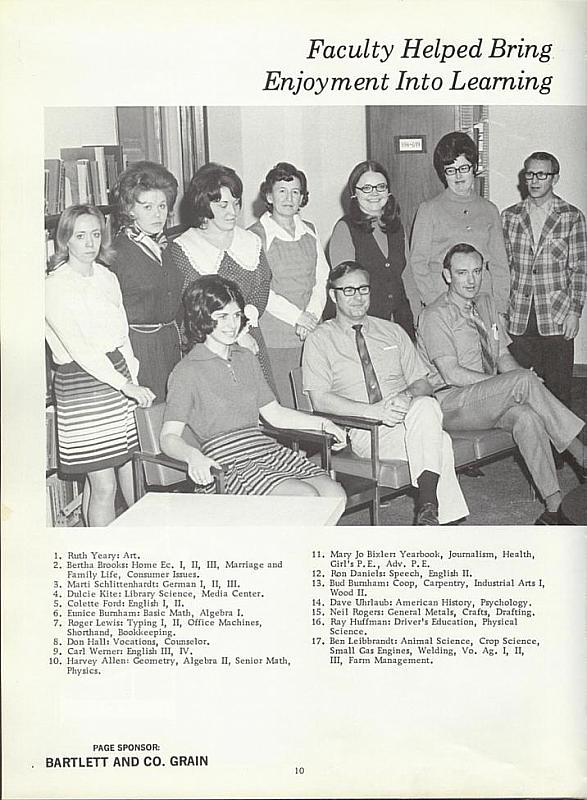 Faculty Helped Bring
Enjoyment Into Learning
1. Ruth Yeary: Art.
2. Bertha Brooks: Home Ec. I, II, III, Marriage and
Family Life, Consumer Issues.
3. Marti Schlittenhardt: German I, II, III.
4. Dulcie Kite: Library Science, Media Center.
5. Colette Ford: English I, II.
6. Eunice Burnham: Basic Math, Algebra I.
7. Roger Lewis: Typing I, II, Office Machines,
Shorthand, Bookkeeping.
8. Don Hall: Vocations, Counselor.
9. Carl Werner: English III, IV.
10. Harvey Allen: Geometry, Algebra II, Senior Math,
Physics.
11. Mary Jo Bixler: Yearbook, Journalism, Health,
Girl's P.E., Adv. P.E.
12. Ron Daniels: Speech, English II.
13. Bud Burnham: Coop, Carpentry, Industrial Arts I,
Wood II.
14. Dave Uhrlaub: American History, Psychology.
15. Neil Rogers: General Metals, Crafts, Drafting.
16. Ray Huffman: Driver's Education, Physical
Science.
17. Ben Leibbrandt: Animal Science, Crop Science,
Small Gas Engines, Welding, Vo. Ag. I, II,
III, Farm Management.
PAGE SPONSOR:
BARTLETT AND CO. GRAIN
10